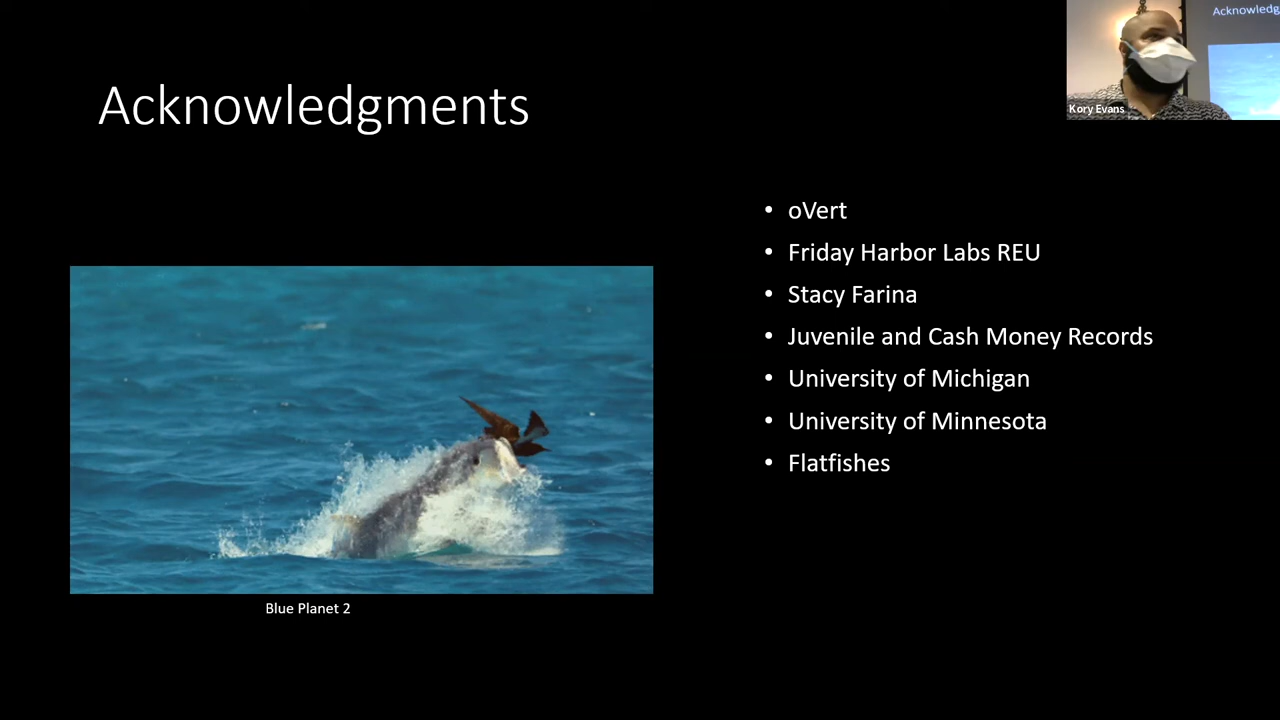 Acknowledgments
Acknowledg
Kory Evans
• oVert
• Friday Harbor Labs REU
• Stacy Farina
• Juvenile and Cash Money Records
• University of Michigan
• University of Minnesota
• Flatfishes
Blue Planet 2